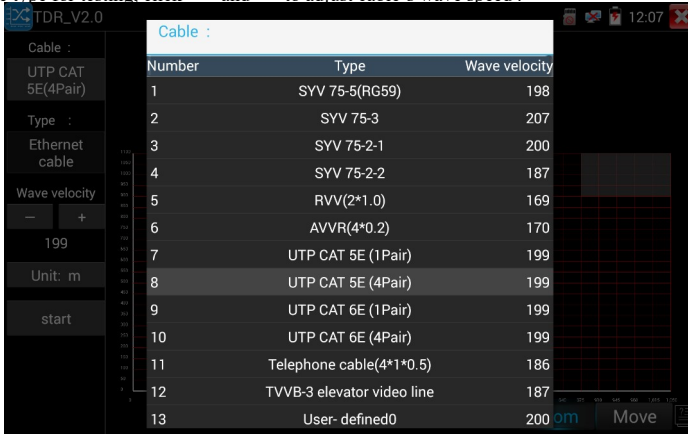 TDR_V2.0
12:07
Cable :
UTP CAT
5E(4Pair)
Type :
Ethernet
cable
Wave velocity
— +
199
Unit: m
start
Cable :
Number Type Wave velocity
1 SYV 75-5(RG59) 198
2 SYV 75-3 207
3 SYV 75-2-1 200
4 SYV 75-2-2 187
5 RVV(2*1.0) 169
6 AVVR(4*0.2) 170
7 UTP CAT 5E (1Pair) 199
8 UTP CAT 5E (4Pair) 199
9 UTP CAT 6E (1Pair) 199
10 UTP CAT 6E (4Pair) 199
11 Telephone cable(4*1*0.5) 186
12 TVVB-3 elevator video line 187
13 User- defined0 200
om Move